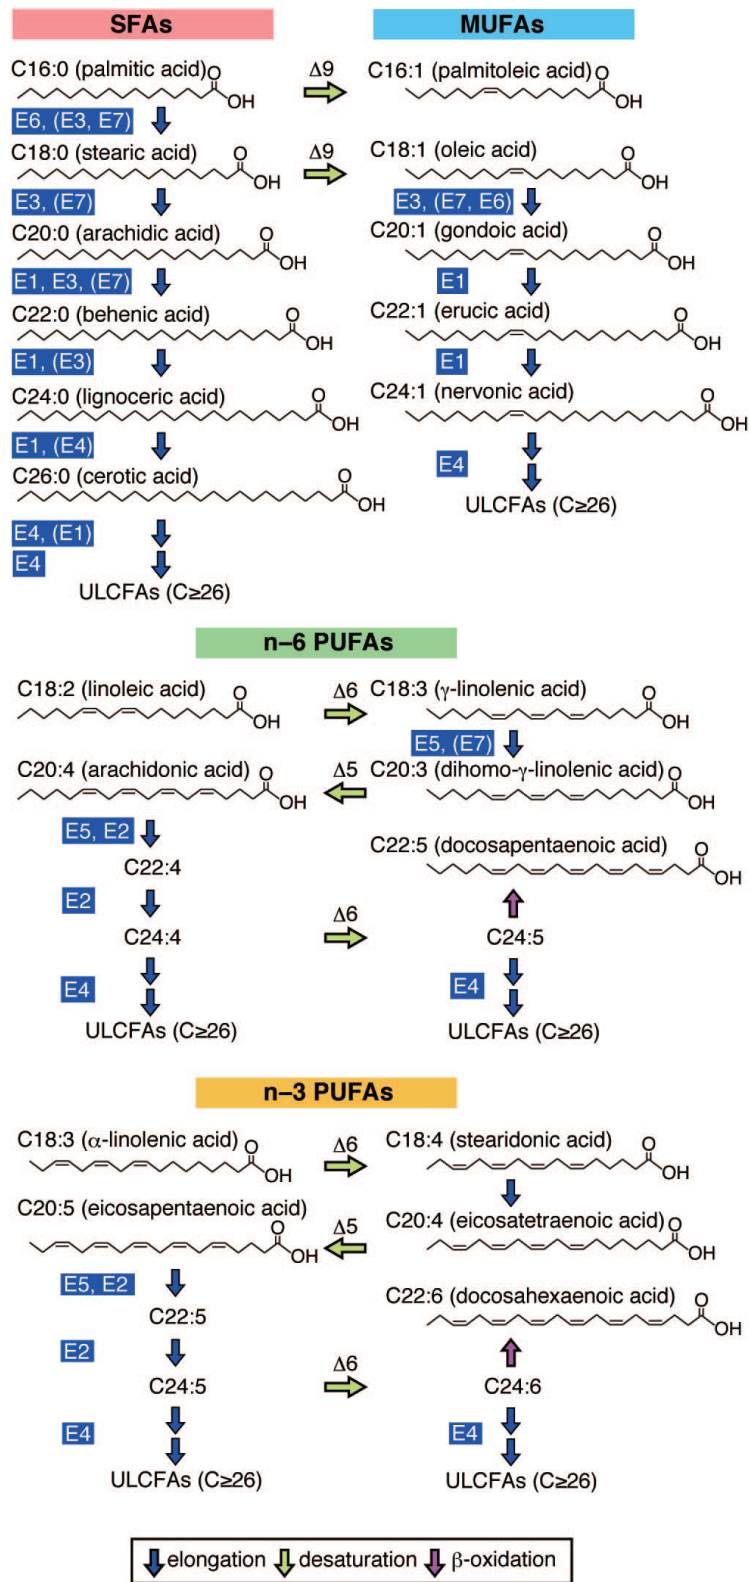 SFAs
MUFAs
C16:0 (palmitic acid)
O
OH
Δ9
C16:1 (palmitoleic acid)
O
OH
E6, (E3, E7)
C18:0 (stearic acid)
O
OH
Δ9
C18:1 (oleic acid)
O
OH
E3, (E7)
E3, (E7, E6)
C20:0 (arachidic acid)
O
OH
C20:1 (gondoic acid)
O
OH
E1, E3, (E7)
E1
C22:0 (behenic acid)
O
OH
C22:1 (erucic acid)
O
OH
E1, (E3)
E1
C24:0 (lignoceric acid)
O
OH
C24:1 (nervonic acid)
O
OH
E1, (E4)
E4
C26:0 (cerotic acid)
O
OH
ULCFAs (C≥26)
E4, (E1)
E4
ULCFAs (C≥26)
n–6 PUFAs
C18:2 (linoleic acid)
O
OH
Δ6
C18:3 (γ-linolenic acid)
O
OH
E5, (E7)
C20:4 (arachidonic acid)
O
OH
Δ5
C20:3 (dihomo-γ-linolenic acid)
O
OH
E5, E2
C22:4
C22:5 (docosapentaenoic acid)
O
OH
E2
C24:4
Δ6
C24:5
E4
E4
ULCFAs (C≥26)
ULCFAs (C≥26)
n–3 PUFAs
C18:3 (α-linolenic acid)
O
OH
Δ6
C18:4 (stearidonic acid)
O
OH
C20:5 (eicosapentaenoic acid)
O
OH
Δ5
C20:4 (eicosatetraenoic acid)
O
OH
E5, E2
C22:5
C22:6 (docosahexaenoic acid)
O
OH
E2
C24:5
Δ6
C24:6
E4
E4
ULCFAs (C≥26)
ULCFAs (C≥26)
elongation desaturation β-oxidation